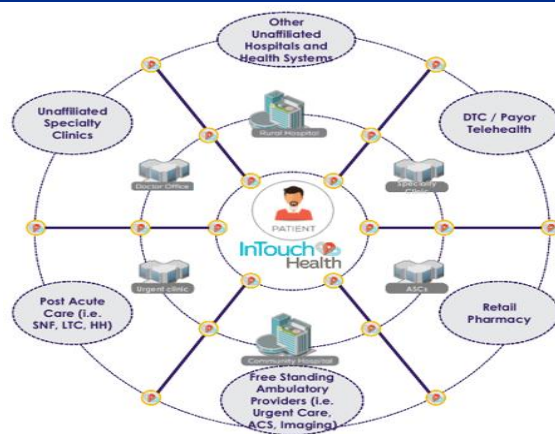 Other
Unaffiliated
Hospitals and
Health Systems
Unaffiliated
Specialty
Clinics
DTC / Payor
Telehealth
Rural Hospital
Doctor Office
Specialty
Clinic
PATIENT
InTouch
Health
Urgent clinic
ASCs
Post Acute
Care (i.e.
SNF, LTC, HH)
Retail
Pharmacy
Community Hospital
Free Standing
Ambulatory
Providers (i.e.
Urgent Care,
ACS, Imaging)